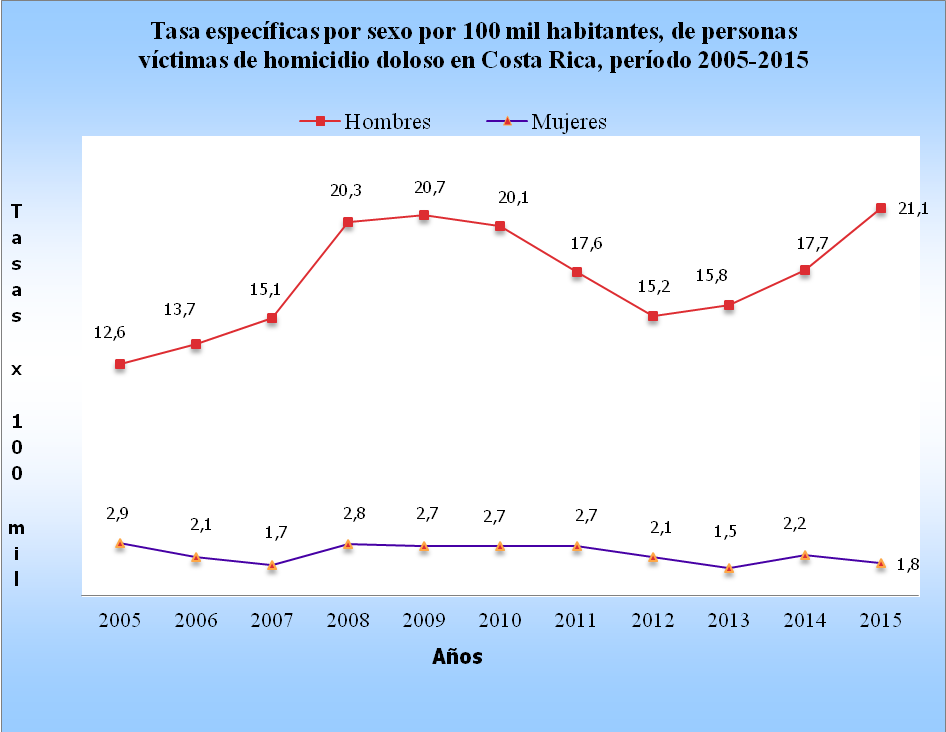 Tasa específicas por sexo por 100 mil habitantes, de personas
víctimas de homicidio doloso en Costa Rica, período 2005-2015
Hombres Mujeres
Tasas x 100 mil
20,3 20,7 20,1 21,1
17,6 17,7
15,1 15,2 15,8
12,6 13,7
2,9 2,1 1,7 2,8 2,7 2,7 2,7 2,1 1,5 2,2 1,8
2005 2006 2007 2008 2009 2010 2011 2012 2013 2014 2015
Años